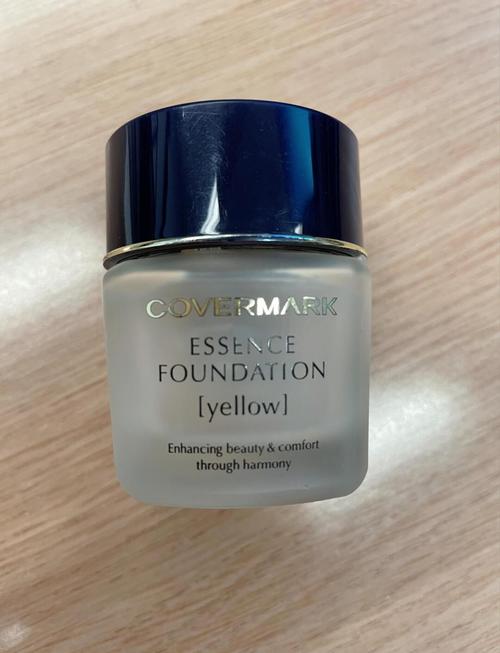 COVERMARK
ESSENCE
FOUNDATION
[yellow]
Enhancing beauty & comfort
through harmony